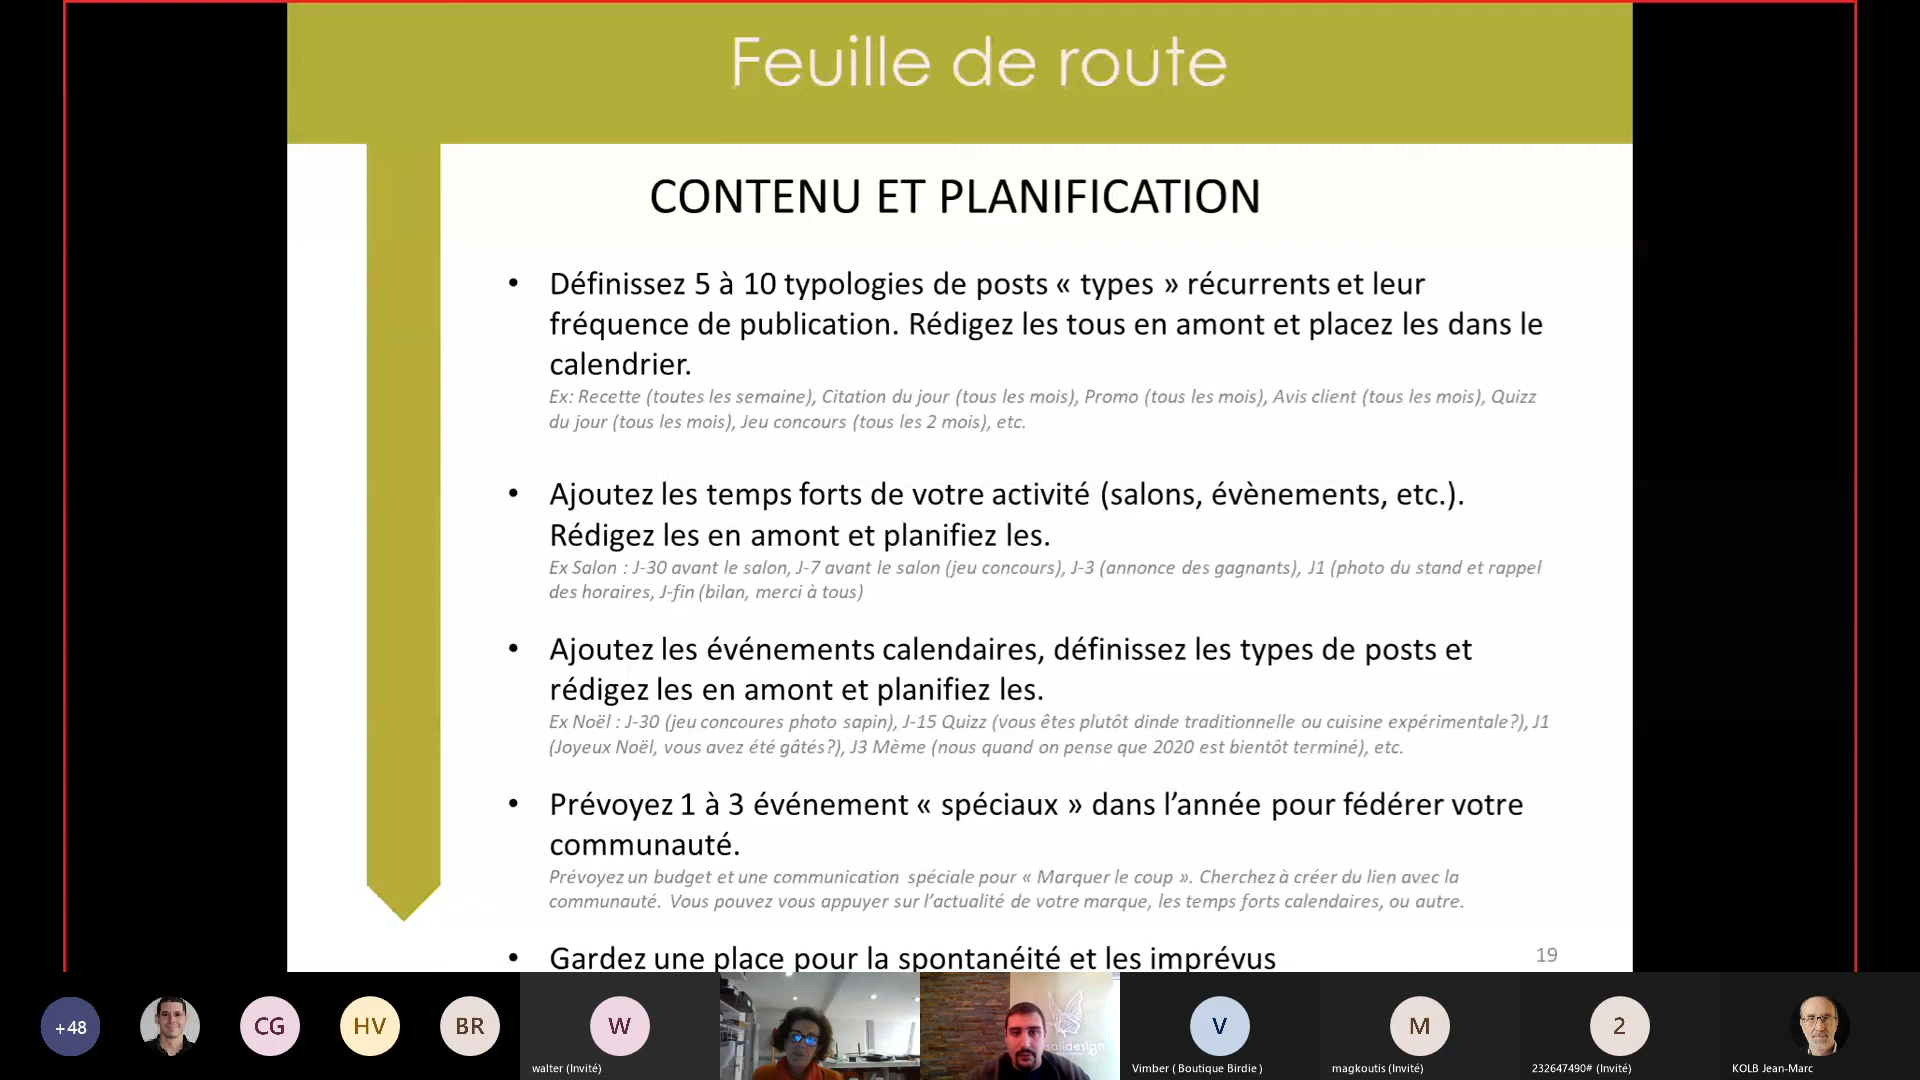 Feuille de route
CONTENU ET PLANIFICATION
• Définissez 5 à 10 typologies de posts « types » récurrents et leur
fréquence de publication. Rédigez les tous en amont et placez les dans le
calendrier.
Ex: Recette (toutes les semaine), Citation du jour (tous les mois), Promo (tous les mois), Avis client (tous les mois), Quizz
du jour (tous les mois), Jeu concours (tous les 2 mois), etc.
• Ajoutez les temps forts de votre activité (salons, évènements, etc.).
Rédigez les en amont et planifiez les.
Ex Salon : J-30 avant le salon, J-7 avant le salon (jeu concours), J-3 (annonce des gagnants), J1 (photo du stand et rappel
des horaires, J-fin (bilan, merci à tous)
• Ajoutez les événements calendaires, définissez les types de posts et
rédigez les en amont et planifiez les.
Ex Noël : J-30 (jeu concoures photo sapin), J-15 Quizz (vous êtes plutôt dinde traditionnelle ou cuisine expérimentale?), J1
(Joyeux Noël, vous avez été gâtés?), J3 Mème (nous quand on pense que 2020 est bientôt terminé), etc.
• Prévoyez 1 à 3 événement « spéciaux » dans l’année pour fédérer votre
communauté.
Prévoyez un budget et une communication spéciale pour « Marquer le coup ». Cherchez à créer du lien avec la
communauté. Vous pouvez vous appuyer sur l’actualité de votre marque, les temps forts calendaires, ou autre.
• Gardez une place pour la spontanéité et les imprévus
19
+48
CG
HV
BR
W
walter (Invité)
solidesign
V
Vimber ( Boutique Birdie )
M
magkoutis (Invité)
2
232647490# (Invité)
KOLB Jean-Marc